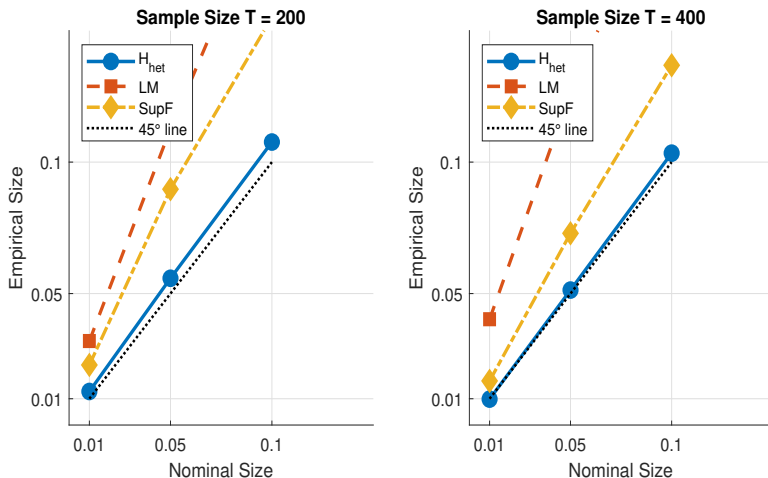 Sample Size T = 200
H_het
LM
SupF
45° line
Empirical Size
0.1
0.05
0.01
0.01 0.05 0.1
Nominal Size
Sample Size T = 400
H_het
LM
SupF
45° line
Empirical Size
0.1
0.05
0.01
0.01 0.05 0.1
Nominal Size